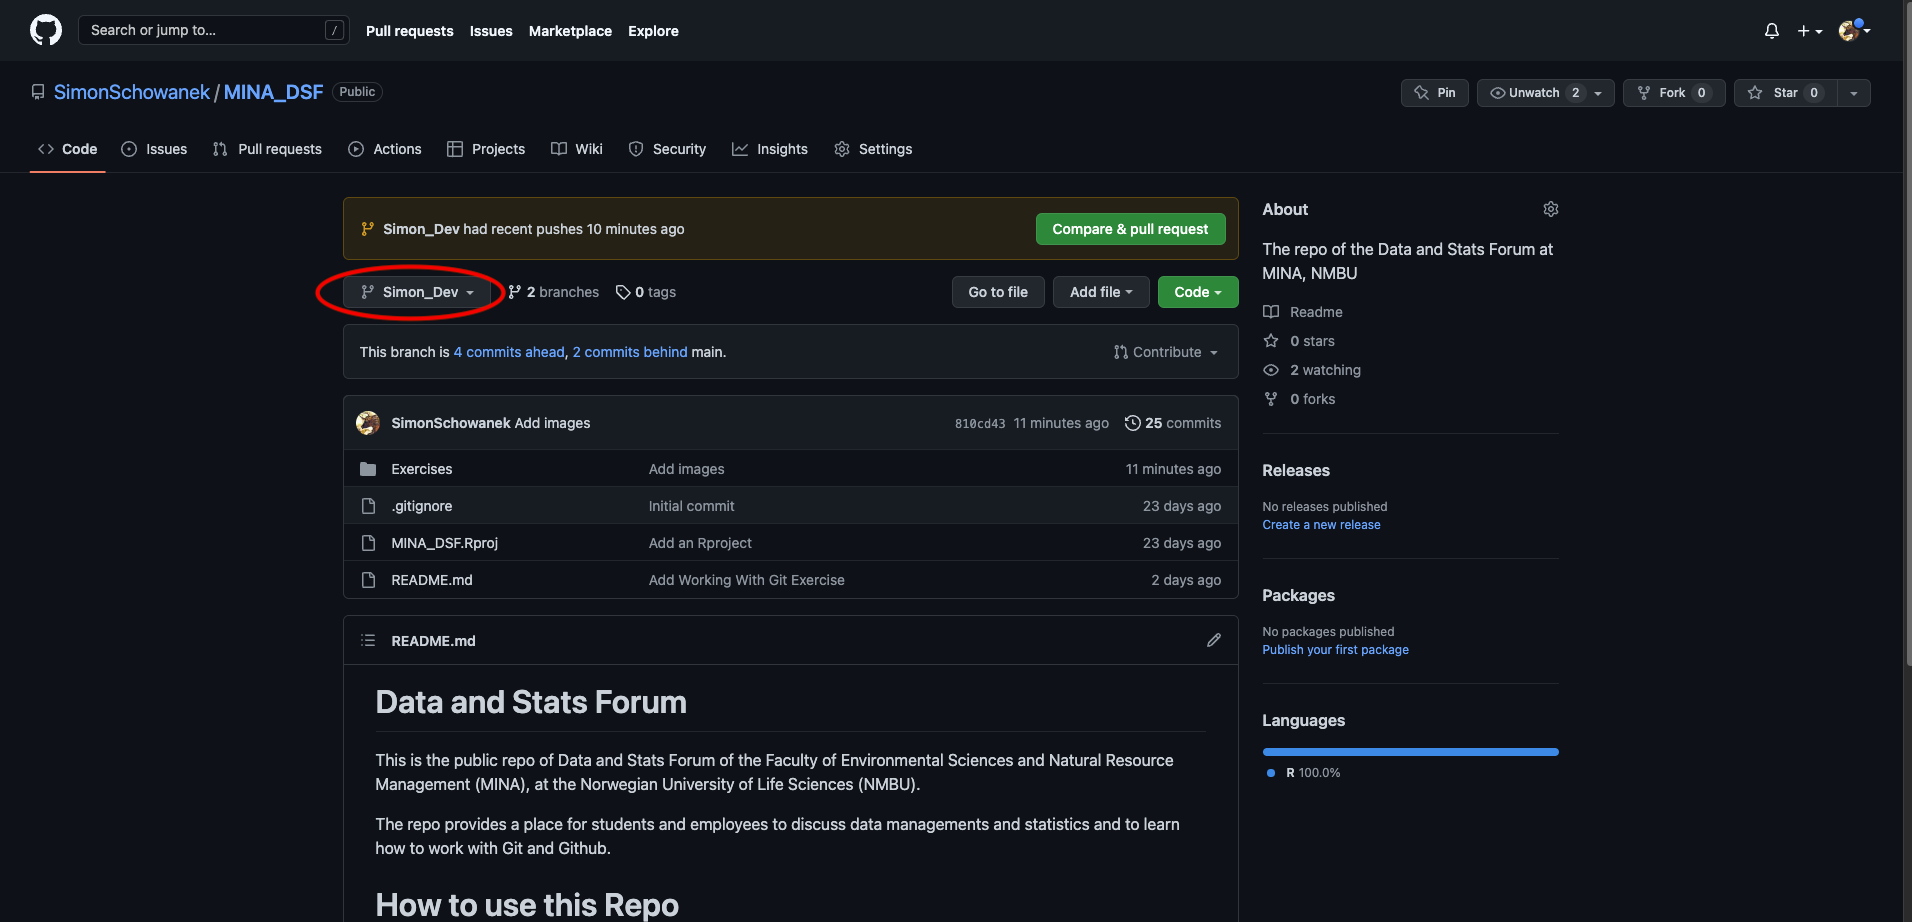 Search or jump to... /
Pull requests Issues Marketplace Explore
SimonSchowanek / MINA_DSF Public
Pin Unwatch 2 Fork 0 Star 0
Code Issues Pull requests Actions Projects Wiki Security Insights Settings
Simon_Dev had recent pushes 10 minutes ago Compare & pull request
Simon_Dev 2 branches 0 tags Go to file Add file Code
This branch is 4 commits ahead, 2 commits behind main. Contribute
SimonSchowanek Add images 810cd43 11 minutes ago 25 commits
Exercises Add images 11 minutes ago
.gitignore Initial commit 23 days ago
MINA_DSF.Rproj Add an Rproject 23 days ago
README.md Add Working With Git Exercise 2 days ago
README.md
Data and Stats Forum
This is the public repo of Data and Stats Forum of the Faculty of Environmental Sciences and Natural Resource
Management (MINA), at the Norwegian University of Life Sciences (NMBU).
The repo provides a place for students and employees to discuss data managements and statistics and to learn
how to work with Git and Github.
How to use this Repo
About
The repo of the Data and Stats Forum at
MINA, NMBU
Readme
0 stars
2 watching
0 forks
Releases
No releases published
Create a new release
Packages
No packages published
Publish your first package
Languages
R 100.0%